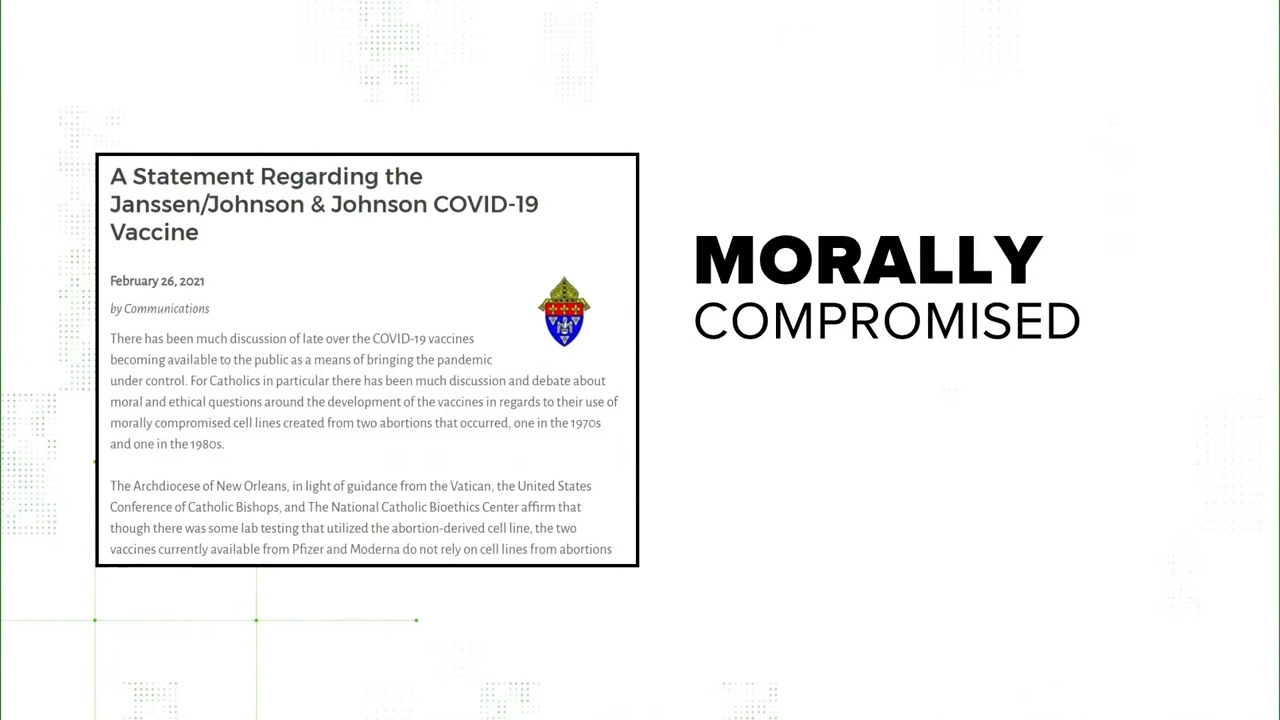 A Statement Regarding the
Janssen/Johnson & Johnson COVID-19
Vaccine
February 26, 2021
by Communications
There has been much discussion of late over the COVID-19 vaccines
becoming available to the public as a means of bringing the pandemic
under control. For Catholics in particular there has been much discussion and debate about
moral and ethical questions around the development of the vaccines in regards to their use of
morally compromised cell lines created from two abortions that occurred, one in the 1970s
and one in the 1980s.
The Archdiocese of New Orleans, in light of guidance from the Vatican, the United States
Conference of Catholic Bishops, and The National Catholic Bioethics Center affirm that
though there was some lab testing that utilized the abortion-derived cell line, the two
vaccines currently available from Pfizer and Moderna do not rely on cell lines from abortions
MORALLY
COMPROMISED